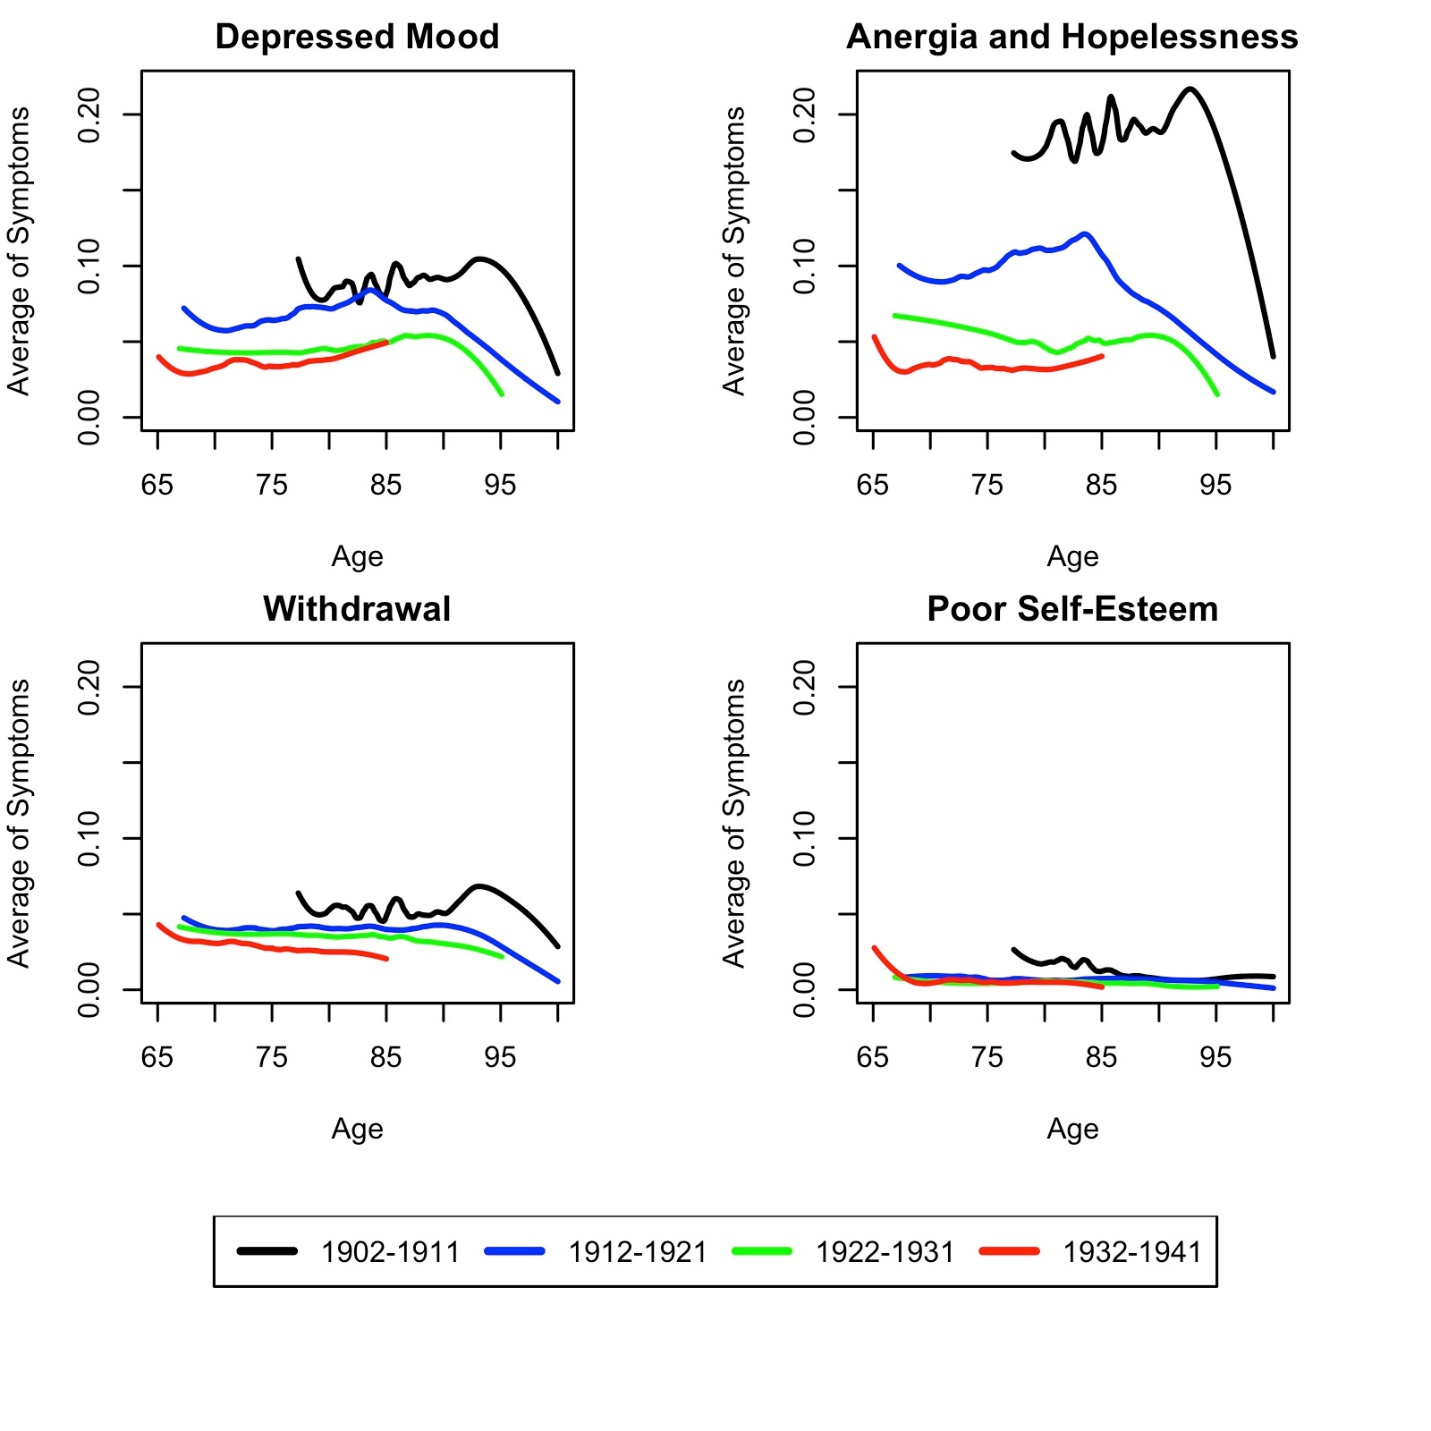 Depressed Mood
Average of Symptoms
0.20
0.10
0.00
65 75 85 95
Age
Anergia and Hopelessness
Average of Symptoms
0.20
0.10
0.00
65 75 85 95
Age
Withdrawal
Average of Symptoms
0.20
0.10
0.00
65 75 85 95
Age
Poor Self-Esteem
Average of Symptoms
0.20
0.10
0.00
65 75 85 95
Age
1902-1911 1912-1921 1922-1931 1932-1941